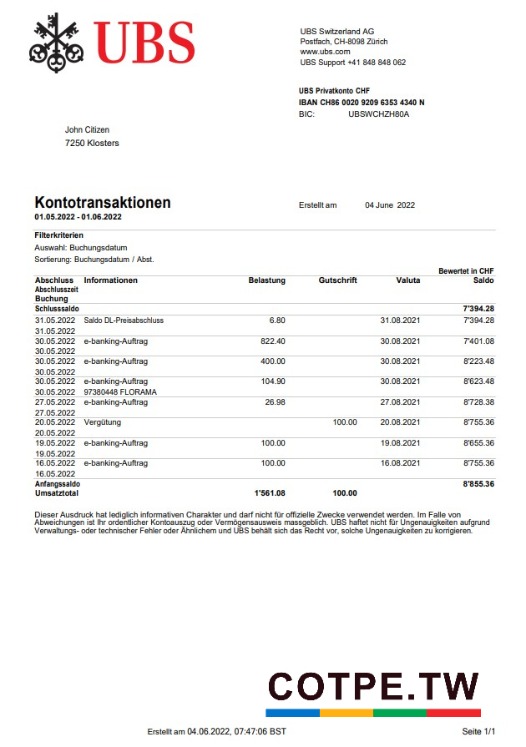 UBS
UBS Switzerland AG
Postfach, CH-8098 Zürich
www.ubs.com
UBS Support +41 848 848 062
UBS Privatkonto CHF
IBAN CH86 0020 9209 6353 4340 N
BIC: UBSWCHZH80A
John Citizen
7250 Klosters
Kontotransaktionen
Erstellt am 04 June 2022
01.05.2022 - 01.06.2022
Filterkriterien
Auswahl: Buchungsdatum
Sortierung: Buchungsdatum / Abst.
Bewertet in CHF
Abschluss Informationen Belastung Gutschrift Valuta Saldo
Abschlusszeit
Buchung
Schlusssaldo 7'394.28
31.05.2022 Saldo DL-Preisabschluss 6.80 31.08.2021 7'394.28
31.05.2022
30.05.2022 e-banking-Auftrag 822.40 30.08.2021 7'401.08
30.05.2022
30.05.2022 e-banking-Auftrag 400.00 30.08.2021 8'223.48
30.05.2022
30.05.2022 e-banking-Auftrag 104.90 30.08.2021 8'623.48
30.05.2022 97380448 FLORAMA
27.05.2022 e-banking-Auftrag 26.98 27.08.2021 8'728.38
27.05.2022
20.05.2022 Vergütung 100.00 20.08.2021 8'755.36
20.05.2022
19.05.2022 e-banking-Auftrag 100.00 19.08.2021 8'655.36
19.05.2022
16.05.2022 e-banking-Auftrag 100.00 16.08.2021 8'755.36
16.05.2022
Anfangssaldo 8'855.36
Umsatztotal 1'561.08 100.00
Dieser Ausdruck hat lediglich informativen Charakter und darf nicht für offizielle Zwecke verwendet werden. Im Falle von
Abweichungen ist Ihr ordentlicher Kontoauszug oder Vermögensausweis massgeblich. UBS haftet nicht für Ungenauigkeiten aufgrund
Verwaltungs- oder technischer Fehler oder Ähnlichem und UBS behält sich das Recht vor, solche Ungenauigkeiten zu korrigieren.
COTPE.TW
Erstellt am 04.06.2022, 07:47:06 BST Seite 1/1